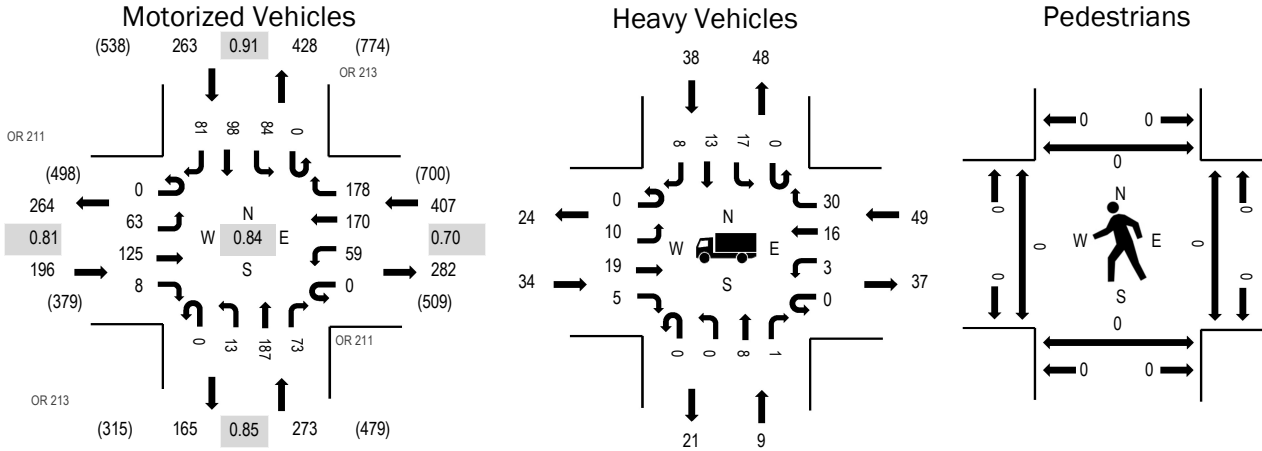 Motorized Vehicles
(538) 263 0.91 428 (774)
OR 213
OR 211
81 98 84 0
(498)
264
0.81
196
(379)
0
63
125
8
N
W 0.84 E
S
178
170
59
0
(700)
407
0.70
282
(509)
0 13 187 73
OR 211
OR 213
(315) 165 0.85 273 (479)
Heavy Vehicles
38 48
8 13 17 0
24
34
0
10
19
5
N
W E
S
30
16
3
0
49
37
0 0 8 1
21 9
Pedestrians
0 0
0
0
0
0
N
W E
S
0
0
0
0
0 0